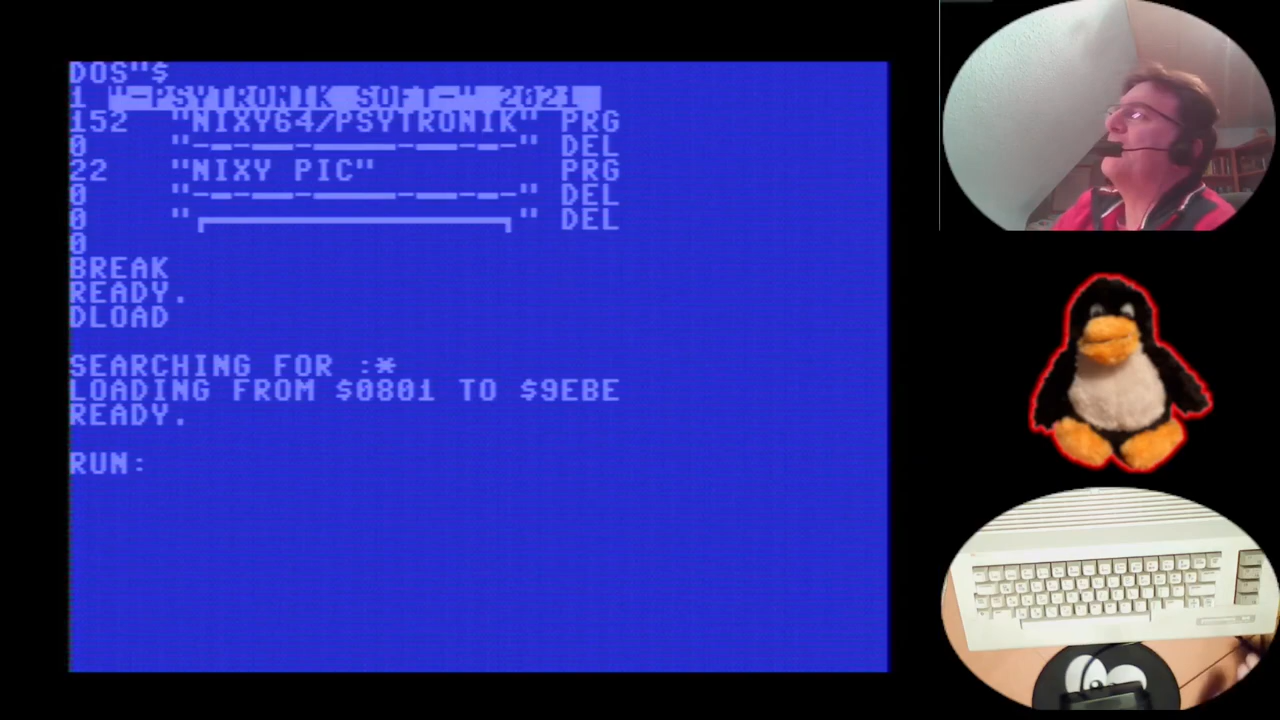 DOS"$
1 "-PSYTRONIK SOFT-" 2021
152 "NIXY64/PSYTRONIK" PRG
0 "-----------" DEL
22 "NIXY PIC" PRG
0 "-----------" DEL
0 "┌──────────┐" DEL
0
BREAK
READY.
DLOAD
SEARCHING FOR :*
LOADING FROM $0801 TO $9EBE
READY.
RUN: